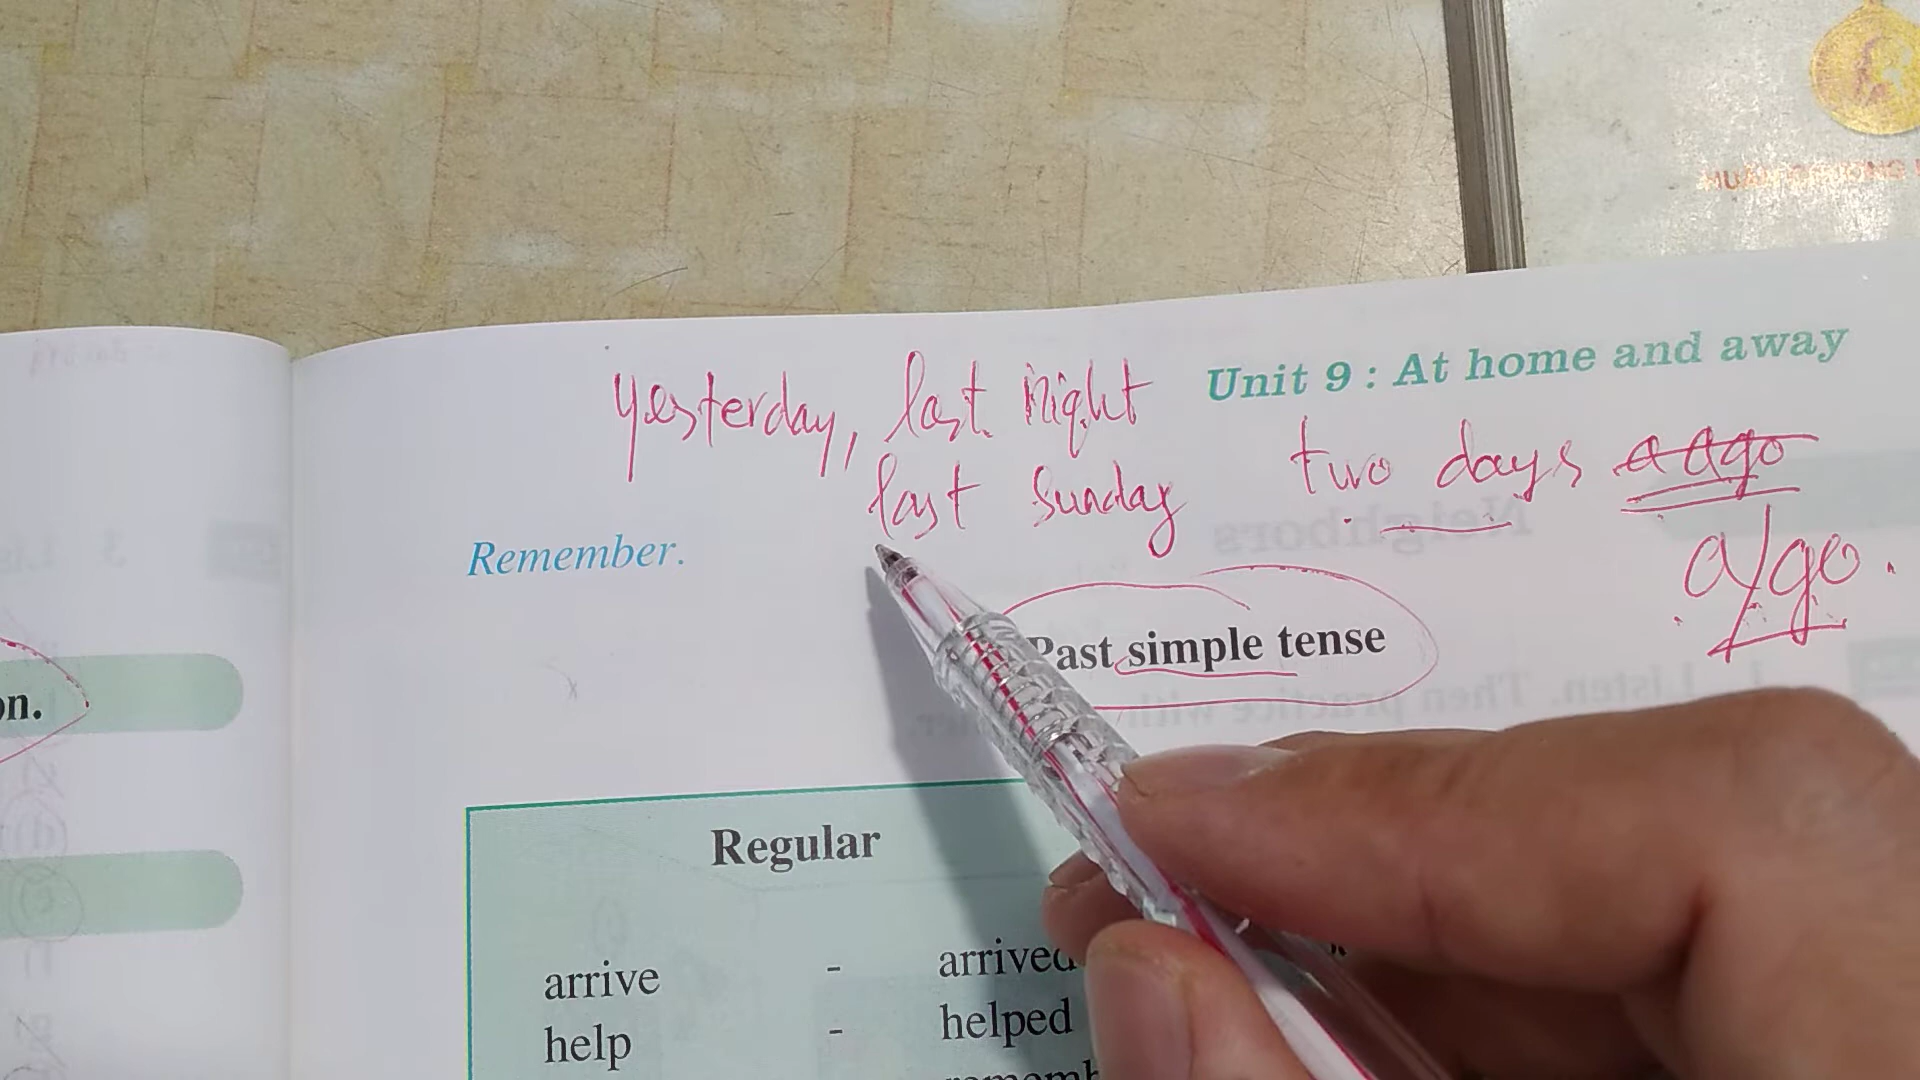 Unit 9 : At home and away
yesterday, last night
last sunday
two days
ago.
Remember.
Past simple tense
on.
Regular
arrive - arrived
help - helped